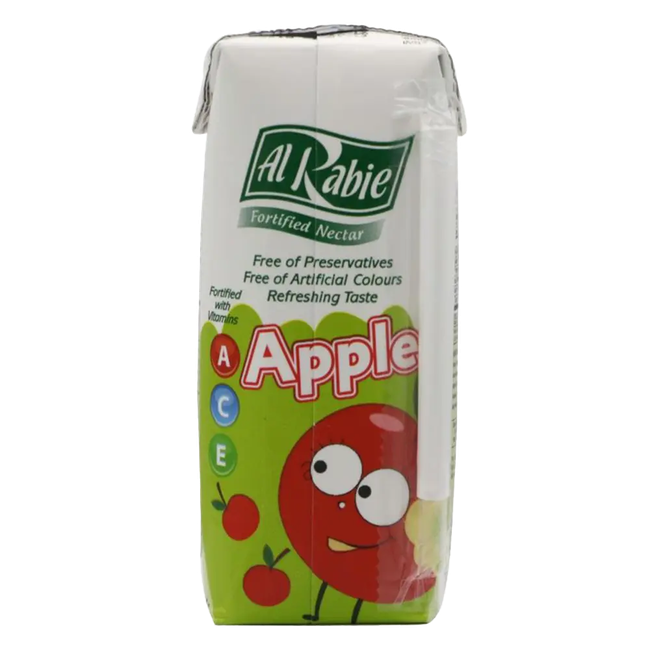 Al Rabie
Fortified Nectar
Free of Preservatives
Free of Artificial Colours
Refreshing Taste
Fortified
with
Vitamins
Apple
A
C
E